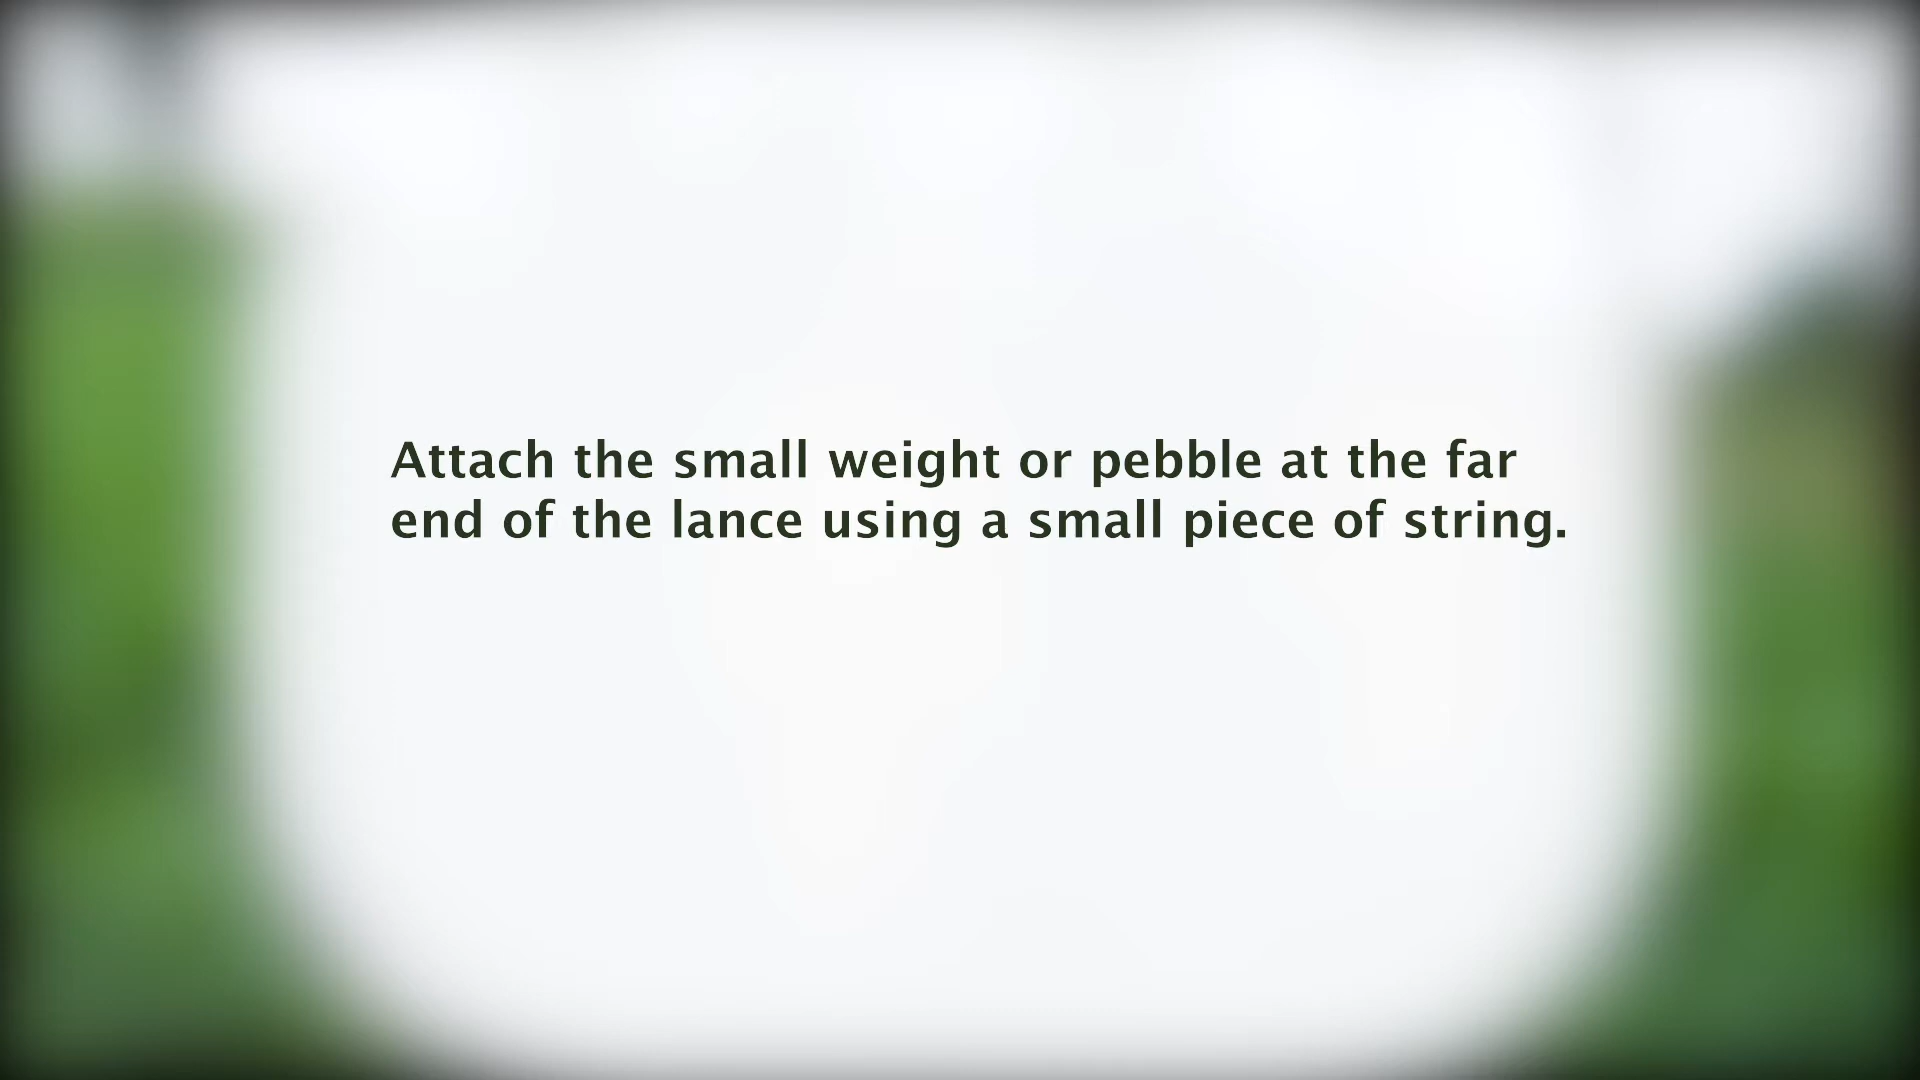 Attach the small weight or pebble at the far
end of the lance using a small piece of string.